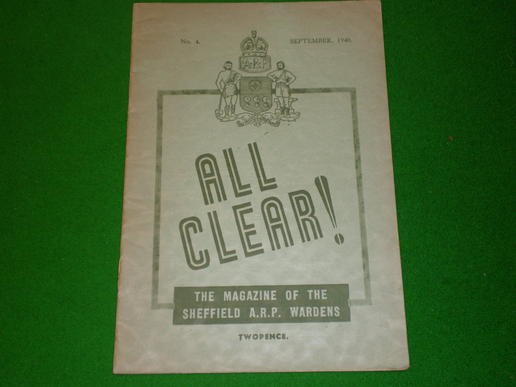 No. 4. SEPTEMBER, 1940.
A.R.P.
ALL
CLEAR!
THE MAGAZINE OF THE
SHEFFIELD A.R.P. WARDENS
TWOPENCE.